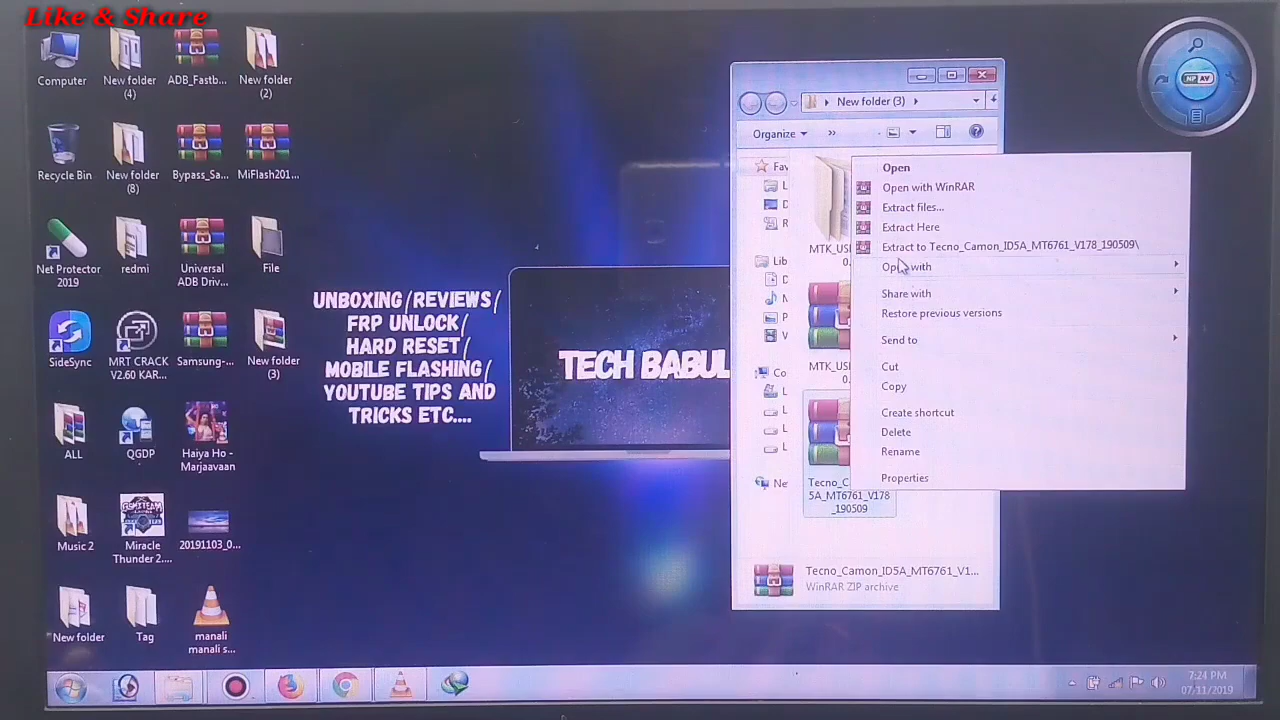 Like & Share
Computer
New folder
(4)
ADB_Fastb...
New folder
(2)
Recycle Bin
New folder
(8)
Bypass_Sa...
MiFlash201...
Net Protector
2019
redmi
Universal
ADB Driv...
File
SideSync
MRT CRACK
V2.60 KAR...
Samsung-...
New folder
(3)
ALL
QGDP
Haiya Ho -
Marjaavaan
Music 2
Miracle
Thunder 2....
20191103_0...
New folder
Tag
manali
manali s...
UNBOXING/REVIEWS/
FRP UNLOCK/
HARD RESET/
MOBILE FLASHING/
YOUTUBE TIPS AND
TRICKS ETC....
TECH BABUL
NP AV
New folder (3)
Organize
»
Fav
L
D
R
Lib
Co
L
L
L
Ne
MTK_US
0.
MTK_US
0.
Tecno_C
5A_MT6761_V178
_190509
Open
Open with WinRAR
Extract files...
Extract Here
Extract to Tecno_Camon_ID5A_MT6761_V178_190509\
Open with
Share with
Restore previous versions
Send to
Cut
Copy
Create shortcut
Delete
Rename
Properties
Tecno_Camon_ID5A_MT6761_V1...
WinRAR ZIP archive
7:24 PM
07/11/2019